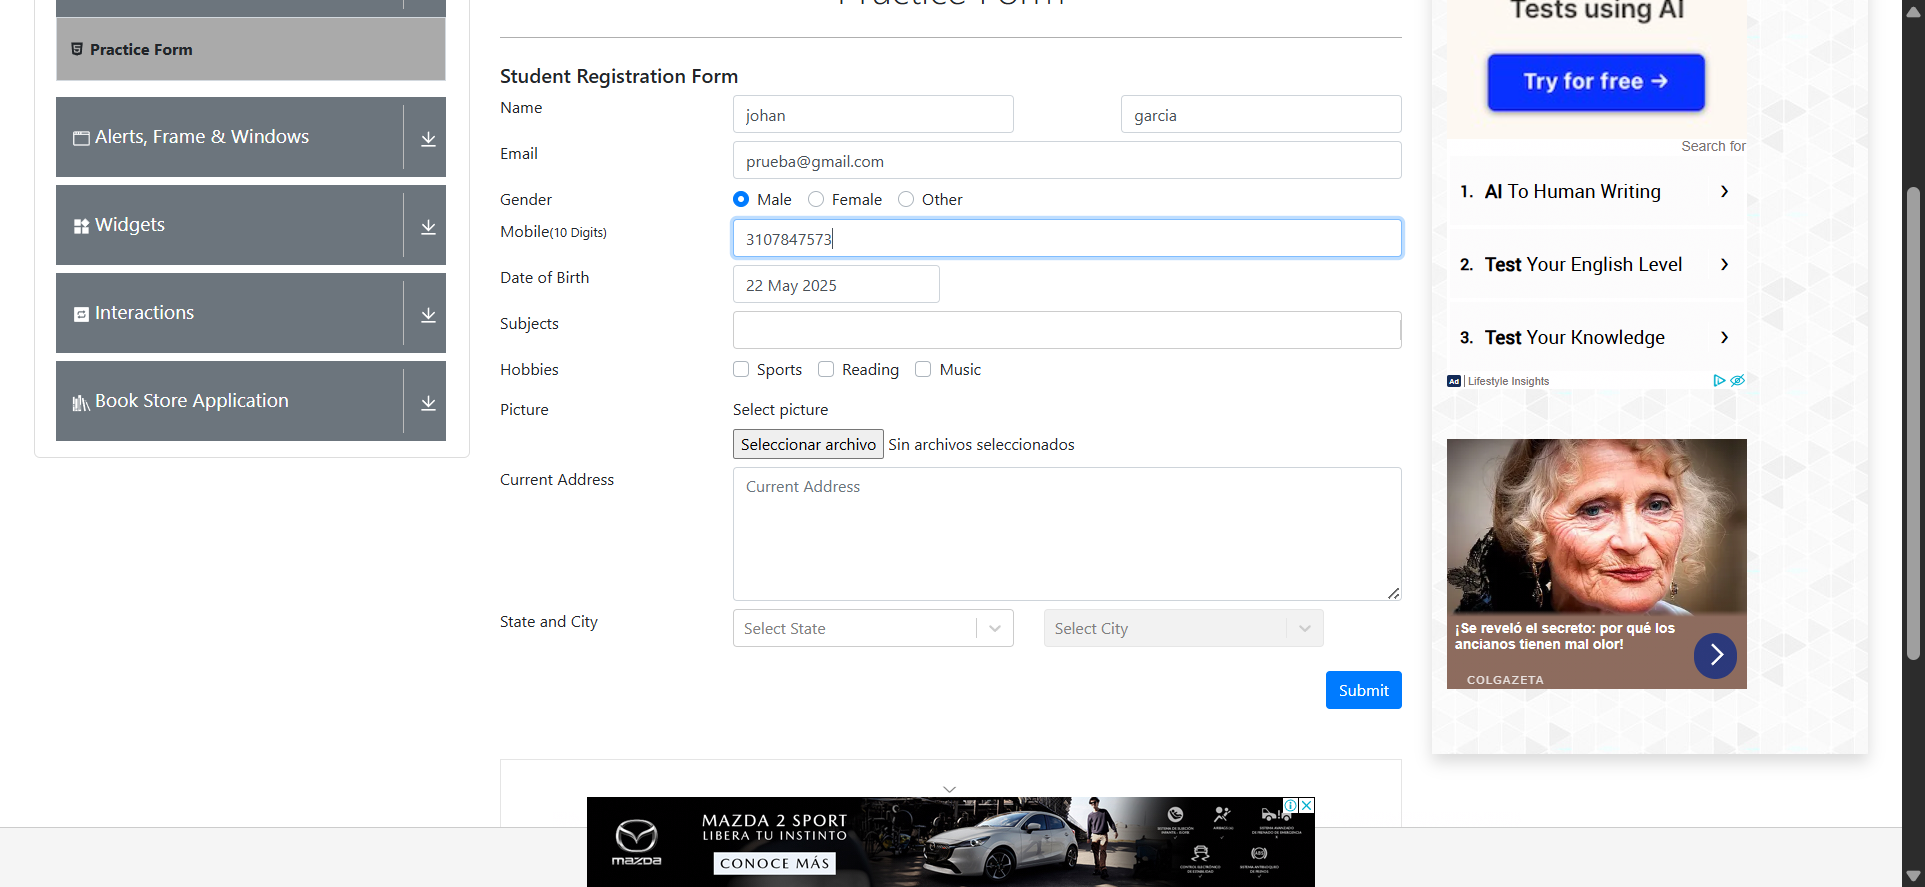 Practice Form
Alerts, Frame & Windows
Widgets
Interactions
Book Store Application
Practice Form
Student Registration Form
Name
johan
garcia
Email
prueba@gmail.com
Gender
Male
Female
Other
Mobile(10 Digits)
3107847573
Date of Birth
22 May 2025
Subjects
Hobbies
Sports
Reading
Music
Picture
Select picture
Seleccionar archivo
Sin archivos seleccionados
Current Address
Current Address
State and City
Select State
Select City
Submit
Tests using AI
Try for free →
Search for
1. AI To Human Writing
2. Test Your English Level
3. Test Your Knowledge
Ad | Lifestyle Insights
¡Se reveló el secreto: por qué los
ancianos tienen mal olor!
COLGAZETA
mazda
MAZDA 2 SPORT
LIBERA TU INSTINTO
CONOCE MÁS